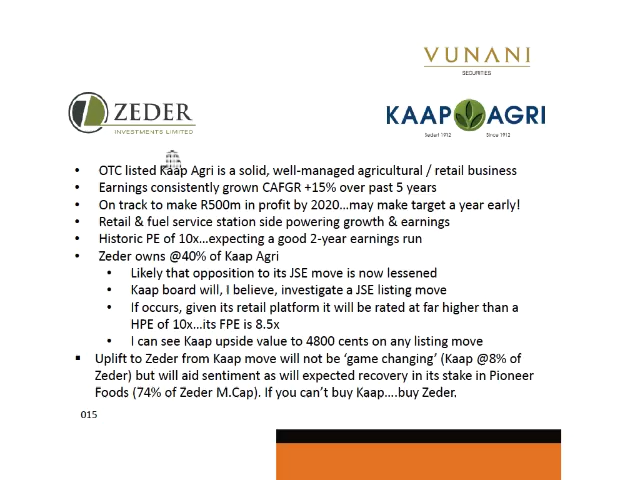 VUNANI
SECURITIES
ZEDER
INVESTMENTS LIMITED
KAAP AGRI
Sedert 1912 Since 1912
• OTC listed Kaap Agri is a solid, well-managed agricultural / retail business
• Earnings consistently grown CAFGR +15% over past 5 years
• On track to make R500m in profit by 2020...may make target a year early!
• Retail & fuel service station side powering growth & earnings
• Historic PE of 10x...expecting a good 2-year earnings run
• Zeder owns @40% of Kaap Agri
• Likely that opposition to its JSE move is now lessened
• Kaap board will, I believe, investigate a JSE listing move
• If occurs, given its retail platform it will be rated at far higher than a
HPE of 10x...its FPE is 8.5x
• I can see Kaap upside value to 4800 cents on any listing move
▪ Uplift to Zeder from Kaap move will not be ‘game changing’ (Kaap @8% of
Zeder) but will aid sentiment as will expected recovery in its stake in Pioneer
Foods (74% of Zeder M.Cap). If you can’t buy Kaap....buy Zeder.
015